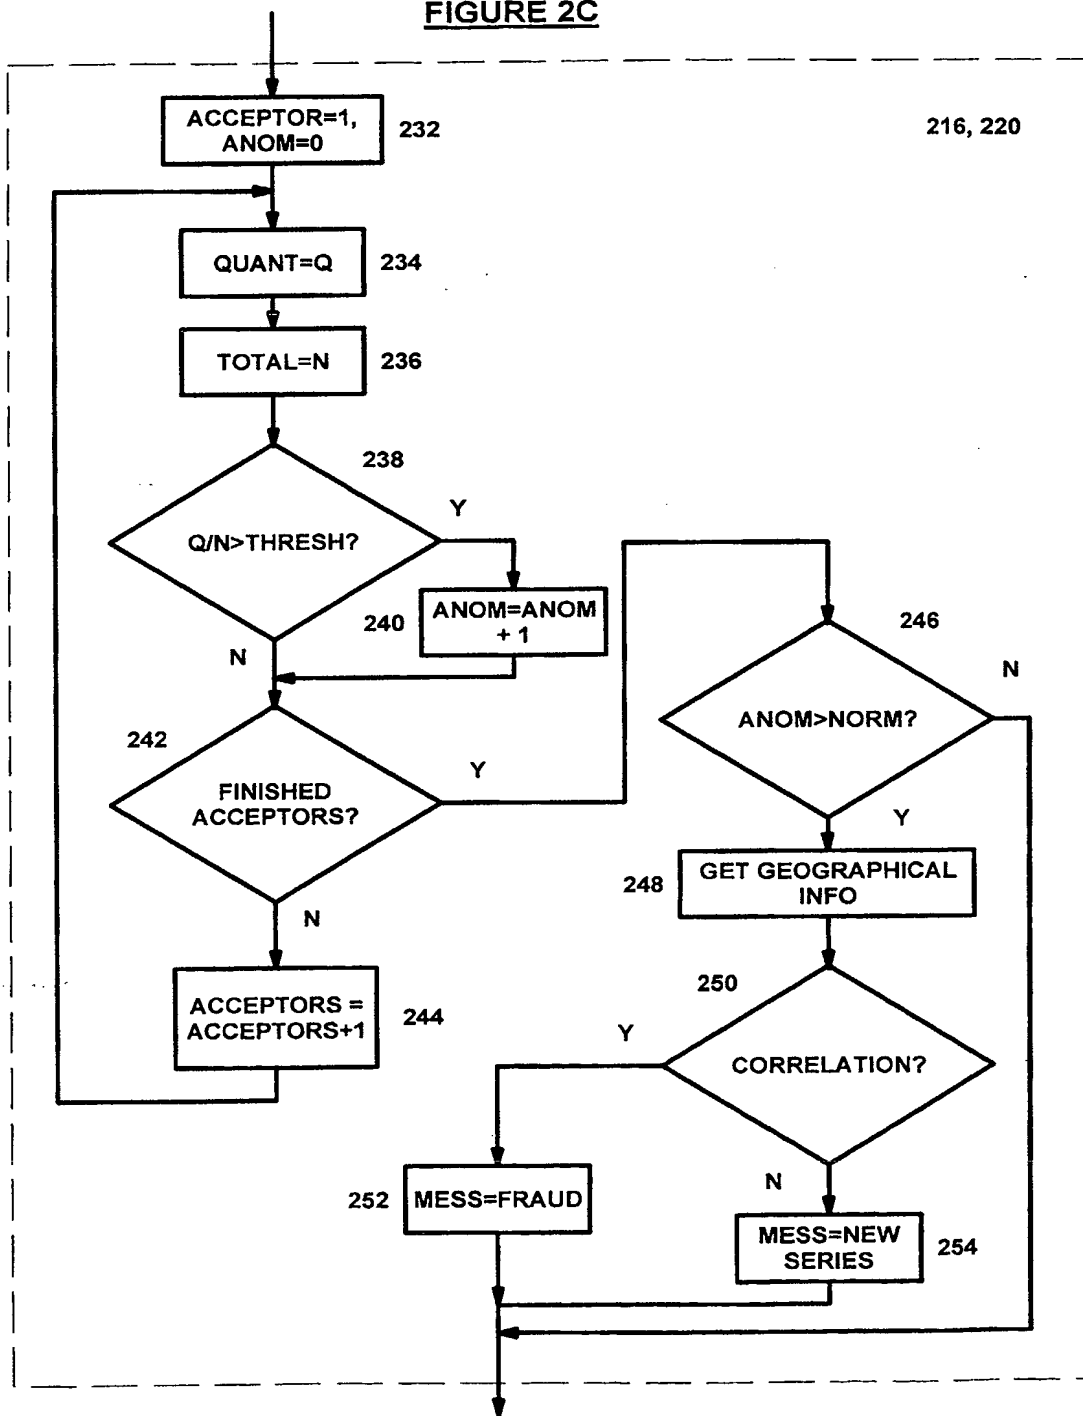 FIGURE 2C
ACCEPTOR=1,
ANOM=0
232
216, 220
QUANT=Q
234
TOTAL=N
236
238
Q/N>THRESH?
Y
N
240
ANOM=ANOM
+ 1
242
FINISHED
ACCEPTORS?
Y
N
ACCEPTORS =
ACCEPTORS+1
244
246
ANOM>NORM?
N
Y
248
GET GEOGRAPHICAL
INFO
250
CORRELATION?
Y
N
252
MESS=FRAUD
MESS=NEW
SERIES
254